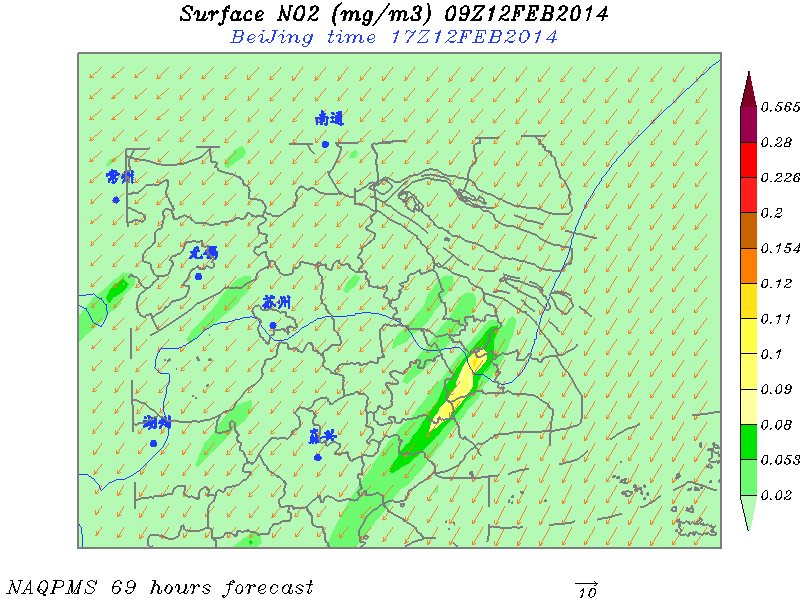 Surface NO2 (mg/m3) 09Z12FEB2014
BeiJing time 17Z12FEB2014
南通
常州
无锡
苏州
湖州
嘉兴
0.565
0.28
0.226
0.2
0.154
0.12
0.11
0.1
0.09
0.08
0.053
0.02
NAQPMS 69 hours forecast
10